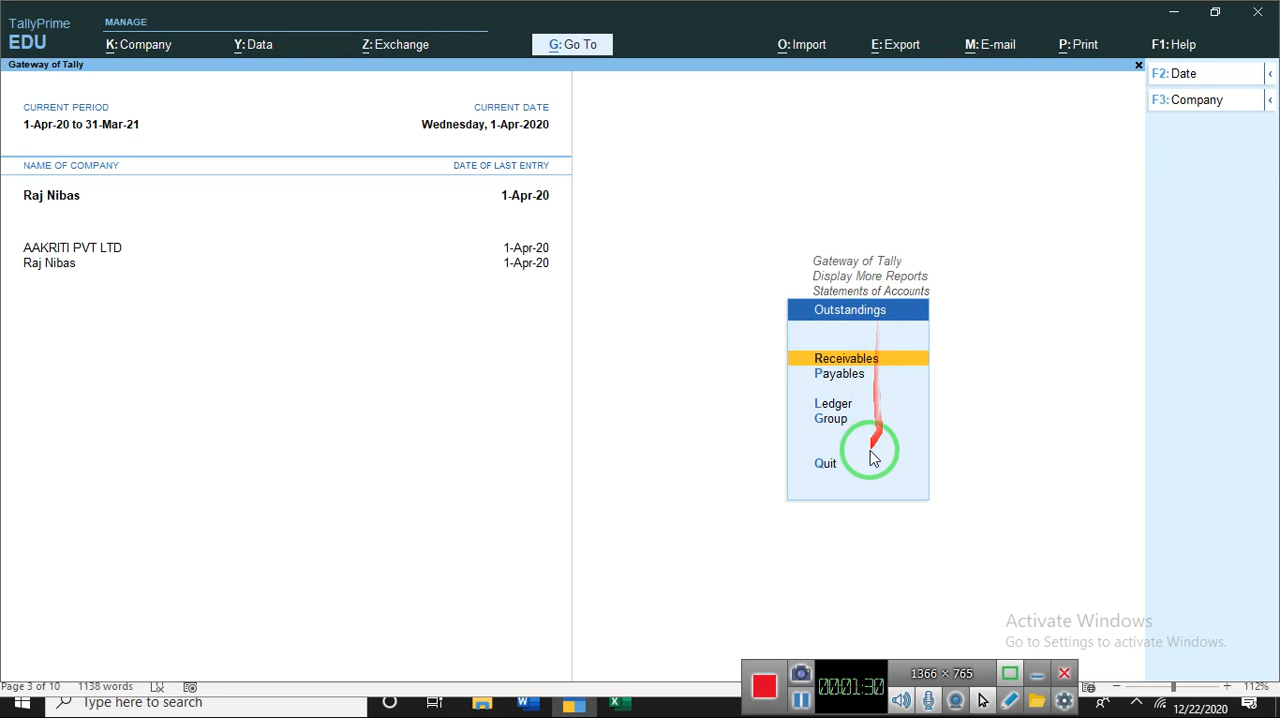 TallyPrime
EDU
MANAGE
K: Company
Y: Data
Z: Exchange
G: Go To
O: Import
E: Export
M: E-mail
P: Print
F1: Help
Gateway of Tally
F2: Date
F3: Company
CURRENT PERIOD
CURRENT DATE
1-Apr-20 to 31-Mar-21
Wednesday, 1-Apr-2020
NAME OF COMPANY
DATE OF LAST ENTRY
Raj Nibas
1-Apr-20
AAKRITI PVT LTD
1-Apr-20
Raj Nibas
1-Apr-20
Gateway of Tally
Display More Reports
Statements of Accounts
Outstandings
Receivables
Payables
Ledger
Group
Quit
Activate Windows
Go to Settings to activate Windows.
00:01:30
1366 × 765
Page 3 of 10
1138 words
112%
Type here to search
12/22/2020